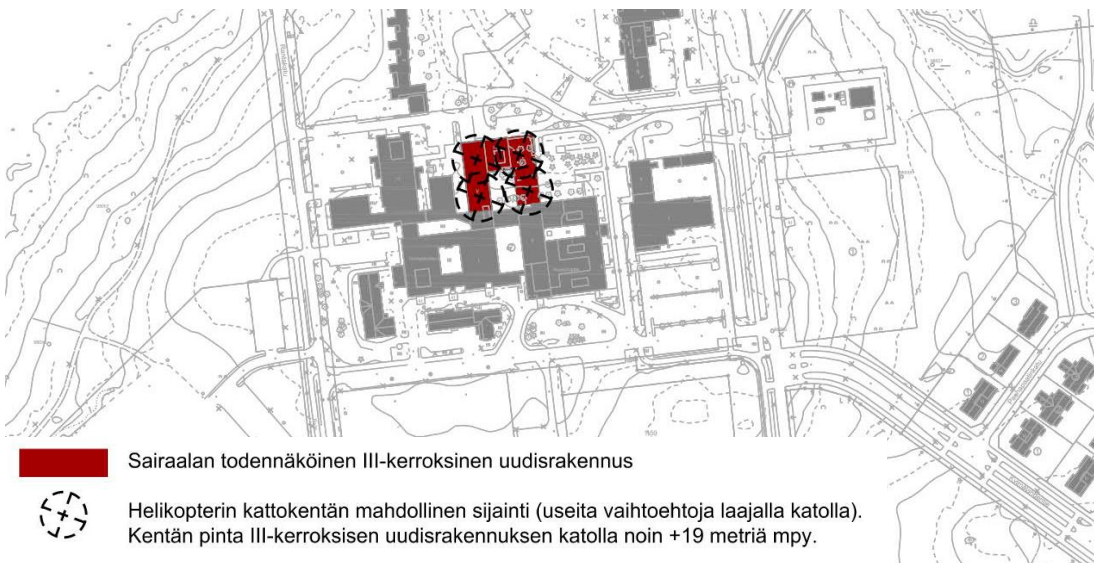 Sairaalan todennäköinen III-kerroksinen uudisrakennus
Helikopterin kattokentän mahdollinen sijainti (useita vaihtoehtoja laajalla katolla).
Kentän pinta III-kerroksisen uudisrakennuksen katolla noin +19 metriä mpy.